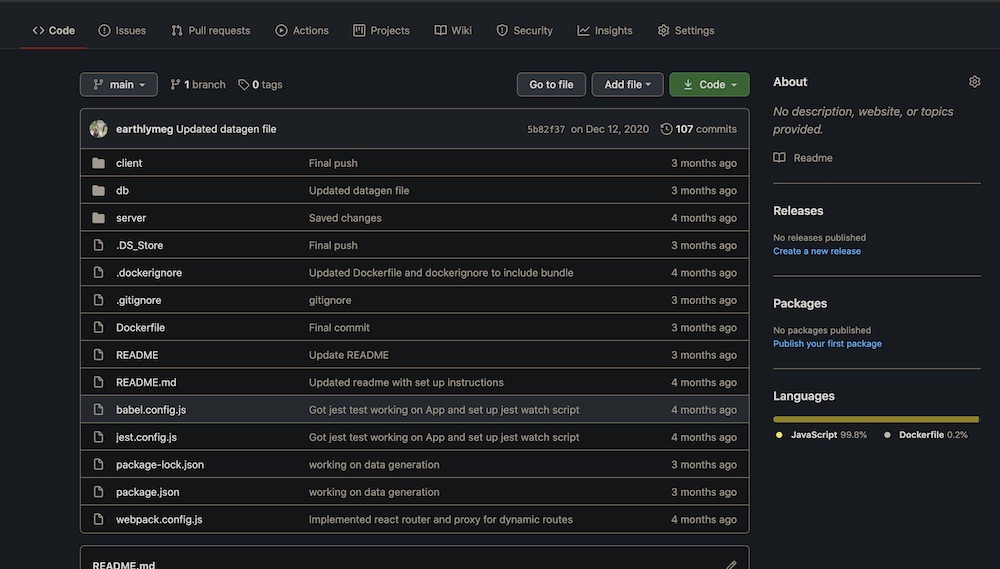 Code Issues Pull requests Actions Projects Wiki Security Insights Settings
main 1 branch 0 tags Go to file Add file Code
earthlymeg Updated datagen file 5b82f37 on Dec 12, 2020 107 commits
client Final push 3 months ago
db Updated datagen file 3 months ago
server Saved changes 4 months ago
.DS_Store Final push 3 months ago
.dockerignore Updated Dockerfile and dockerignore to include bundle 4 months ago
.gitignore gitignore 3 months ago
Dockerfile Final commit 3 months ago
README Update README 3 months ago
README.md Updated readme with set up instructions 4 months ago
babel.config.js Got jest test working on App and set up jest watch script 4 months ago
jest.config.js Got jest test working on App and set up jest watch script 4 months ago
package-lock.json working on data generation 3 months ago
package.json working on data generation 3 months ago
webpack.config.js Implemented react router and proxy for dynamic routes 4 months ago
README.md
About
No description, website, or topics
provided.
Readme
Releases
No releases published
Create a new release
Packages
No packages published
Publish your first package
Languages
JavaScript 99.8% Dockerfile 0.2%